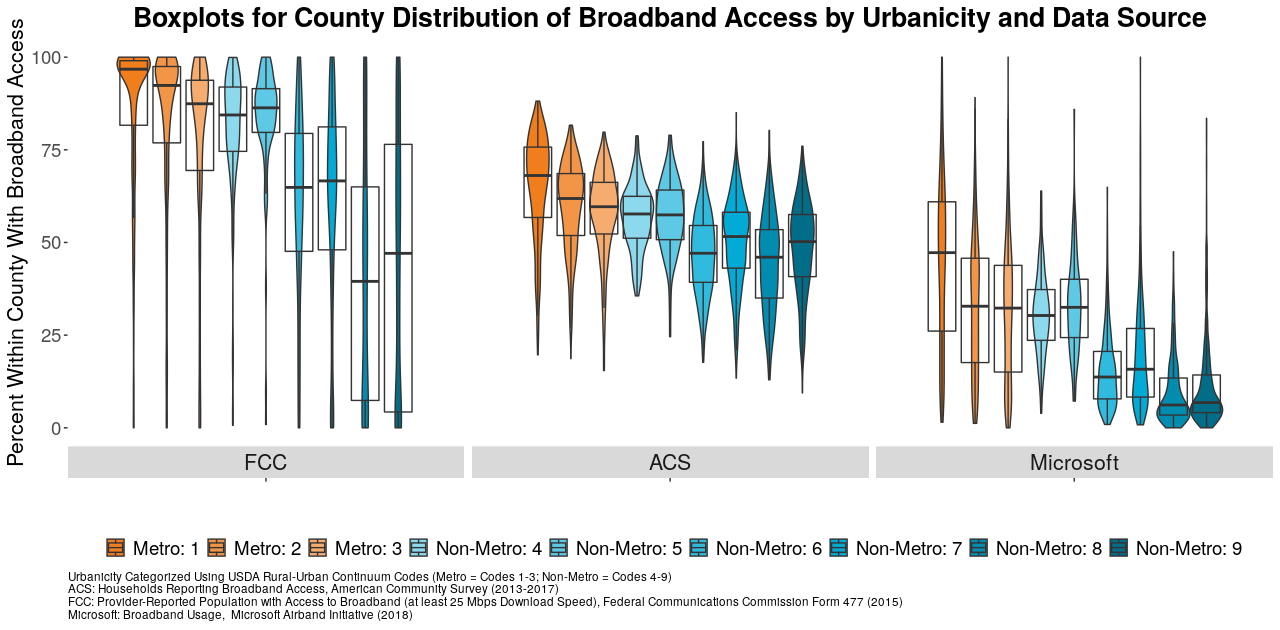 Boxplots for County Distribution of Broadband Access by Urbanicity and Data Source
Percent Within County With Broadband Access
100
75
50
25
0
FCC
ACS
Microsoft
Metro: 1
Metro: 2
Metro: 3
Non-Metro: 4
Non-Metro: 5
Non-Metro: 6
Non-Metro: 7
Non-Metro: 8
Non-Metro: 9
Urbanicity Categorized Using USDA Rural-Urban Continuum Codes (Metro = Codes 1-3; Non-Metro = Codes 4-9)
ACS: Households Reporting Broadband Access, American Community Survey (2013-2017)
FCC: Provider-Reported Population with Access to Broadband (at least 25 Mbps Download Speed), Federal Communications Commission Form 477 (2015)
Microsoft: Broadband Usage,  Microsoft Airband Initiative (2018)